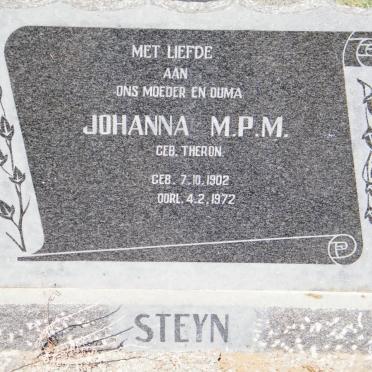 MET LIEFDE
AAN
ONS MOEDER EN OUMA
JOHANNA M.P.M.
GEB. THERON
GEB. 7.10.1902
OORL. 4.2.1972
STEYN